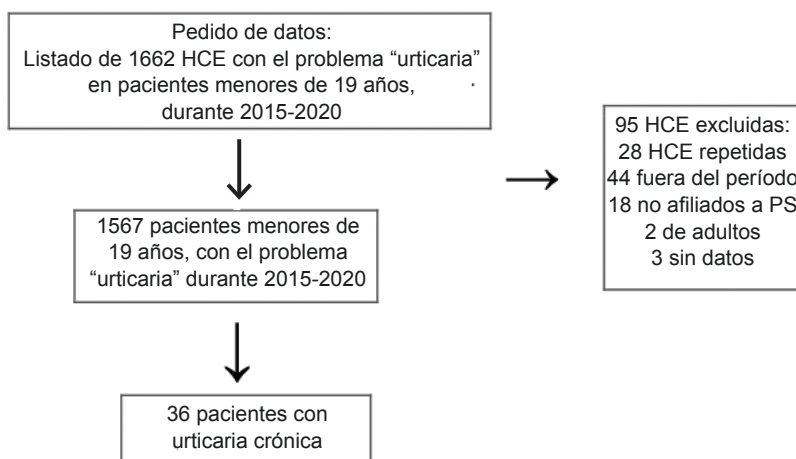 Pedido de datos:
Listado de 1662 HCE con el problema “urticaria”
en pacientes menores de 19 años,
durante 2015-2020
95 HCE excluidas:
28 HCE repetidas
44 fuera del período
18 no afiliados a PS
2 de adultos
3 sin datos
1567 pacientes menores de
19 años, con el problema
“urticaria” durante 2015-2020
36 pacientes con
urticaria crónica